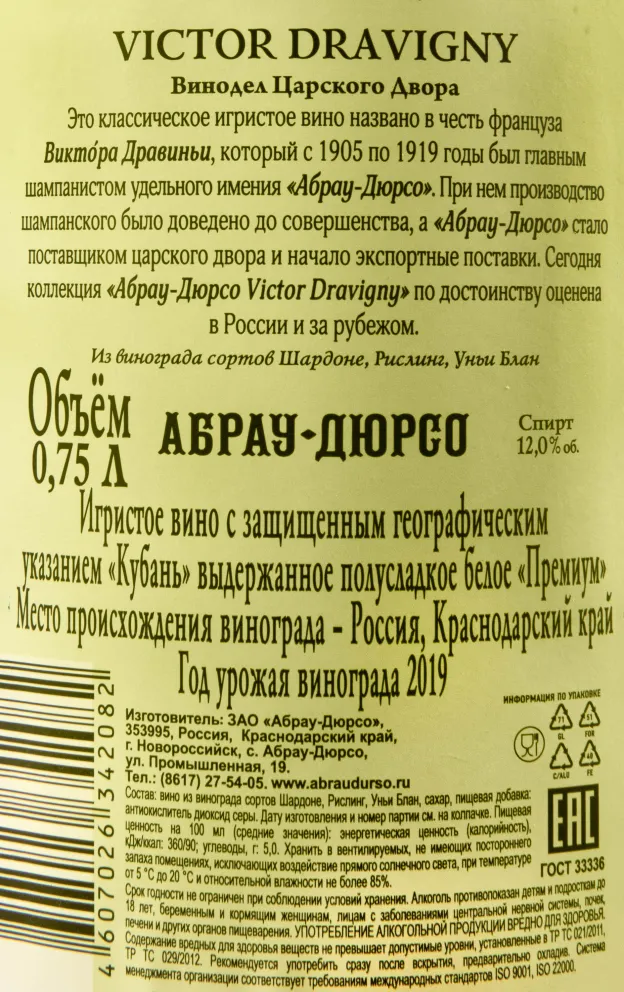 VICTOR DRAVIGNY
Винодел Царского Двора
Это классическое игристое вино названо в честь француза
Викто́ра Дравиньи, который с 1905 по 1919 годы был главным
шампанистом удельного имения «Абрау-Дюрсо». При нем производство
шампанского было доведено до совершенства, а «Абрау-Дюрсо» стало
поставщиком царского двора и начало экспортные поставки. Сегодня
коллекция «Абрау-Дюрсо Victor Dravigny» по достоинству оценена
в России и за рубежом.
Из винограда сортов Шардоне, Рислинг, Уньи Блан
Объём
0,75 Л
АБРАУ-ДЮРСО
Спирт
12,0% об.
Игристое вино с защищенным географическим
указанием «Кубань» выдержанное полусладкое белое «Премиум»
Место происхождения винограда - Россия, Краснодарский край
Год урожая винограда 2019
4607026134208 2
ИНФОРМАЦИЯ ПО УПАКОВКЕ
Изготовитель: ЗАО «Абрау-Дюрсо»,
353995, Россия, Краснодарский край,
г. Новороссийск, с. Абрау-Дюрсо,
ул. Промышленная, 19.
Тел.: (8617) 27-54-05. www.abraudurso.ru
GL
FOR
C/ALU
FE
EAC
ГОСТ 33336
Состав: вино из винограда сортов Шардоне, Рислинг, Уньи Блан, сахар, пищевая добавка:
антиокислитель диоксид серы. Дату изготовления и номер партии см. на колпачке. Пищевая
ценность на 100 мл (средние значения): энергетическая ценность (калорийность),
кДж/ккал: 360/90; углеводы, г: 5,0. Хранить в вентилируемых, не имеющих постороннего
запаха помещениях, исключающих воздействие прямого солнечного света, при температуре
от 5 °C до 20 °C и относительной влажности не более 85%.
Срок годности не ограничен при соблюдении условий хранения. Алкоголь противопоказан детям и подросткам до
18 лет, беременным и кормящим женщинам, лицам с заболеваниями центральной нервной системы, почек,
печени и других органов пищеварения. УПОТРЕБЛЕНИЕ АЛКОГОЛЬНОЙ ПРОДУКЦИИ ВРЕДНО ДЛЯ ЗДОРОВЬЯ.
Содержание вредных для здоровья веществ не превышает допустимые уровни, установленные в ТР ТС 021/2011,
ТР ТС 029/2012. Рекомендуется употребить сразу после вскрытия, предварительно охладив. Система
менеджмента организации соответствует требованиям международных стандартов ISO 9001, ISO 22000.